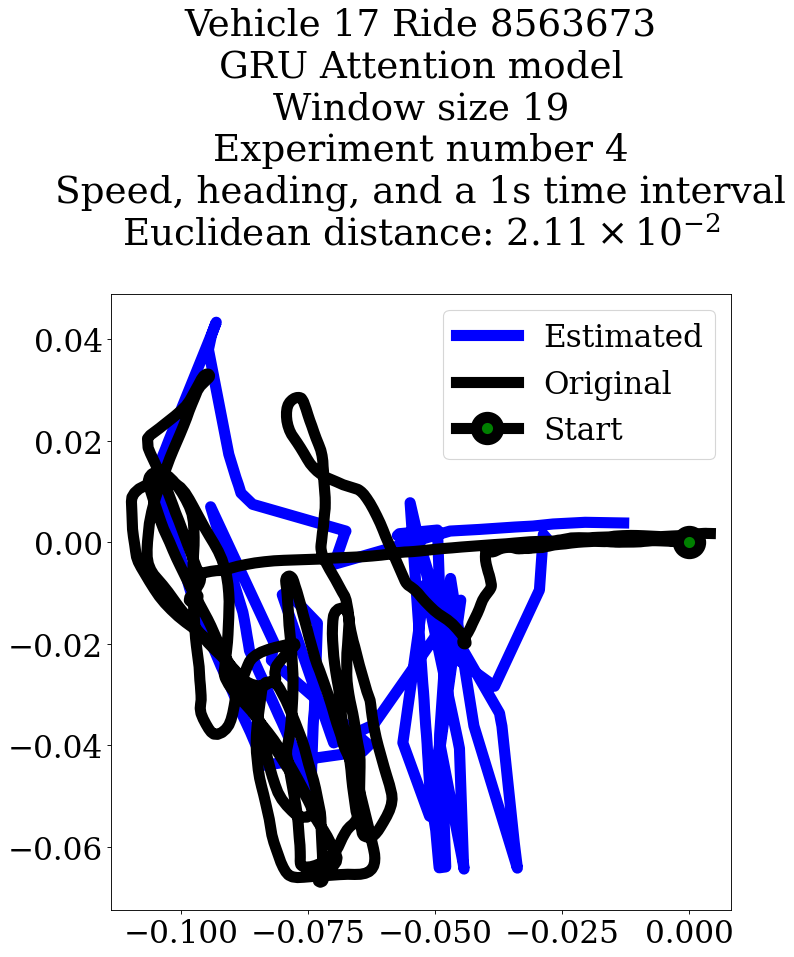 Vehicle 17 Ride 8563673
GRU Attention model
Window size 19
Experiment number 4
Speed, heading, and a 1s time interval
Euclidean distance: 2.11 × 10⁻²
Estimated
Original
Start
0.04
0.02
0.00
−0.02
−0.04
−0.06
−0.100 −0.075 −0.050 −0.025 0.000